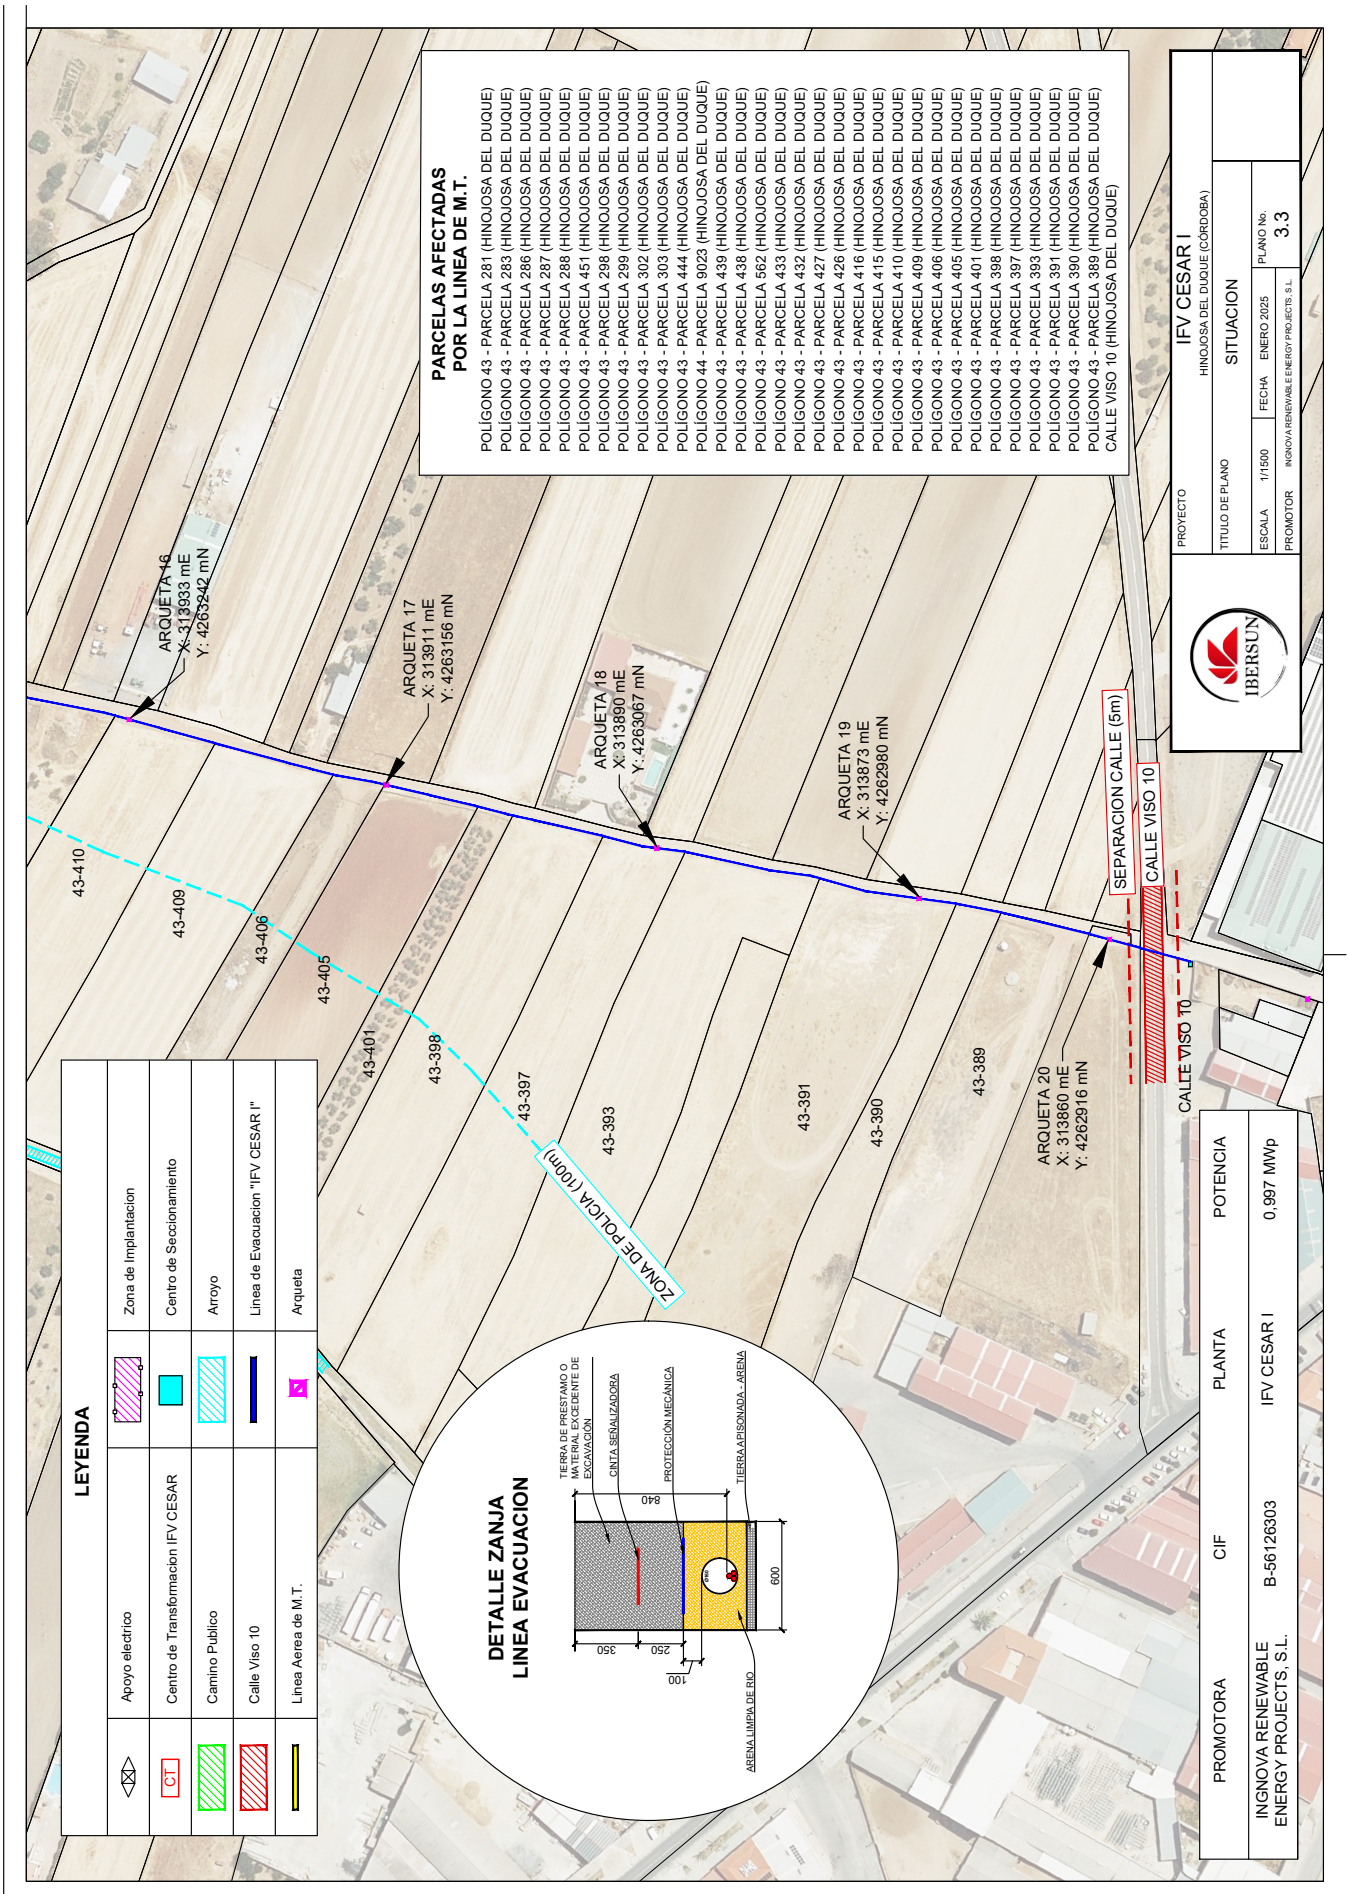 LEYENDA
Apoyo electrico
Zona de Implantacion
CT
Centro de Transformacion IFV CESAR
Centro de Seccionamiento
Camino Publico
Arroyo
Calle Viso 10
Linea de Evacuacion "IFV CESAR I"
Linea Aerea de M.T.
Arqueta
43-410
43-409
43-406
43-405
43-401
43-398
43-397
43-393
43-391
43-390
43-389
ZONA DE POLICIA (100m)
ARQUETA 16
X: 313933 mE
Y: 4263242 mN
ARQUETA 17
X: 313911 mE
Y: 4263156 mN
ARQUETA 18
X: 313890 mE
Y: 4263067 mN
ARQUETA 19
X: 313873 mE
Y: 4262980 mN
ARQUETA 20
X: 313860 mE
Y: 4262916 mN
SEPARACION CALLE (5m)
CALLE VISO 10
CALLE VISO 10
PARCELAS AFECTADAS
POR LA LINEA DE M.T.
POLÍGONO 43 - PARCELA 281 (HINOJOSA DEL DUQUE)
POLÍGONO 43 - PARCELA 283 (HINOJOSA DEL DUQUE)
POLÍGONO 43 - PARCELA 286 (HINOJOSA DEL DUQUE)
POLÍGONO 43 - PARCELA 287 (HINOJOSA DEL DUQUE)
POLÍGONO 43 - PARCELA 288 (HINOJOSA DEL DUQUE)
POLÍGONO 43 - PARCELA 451 (HINOJOSA DEL DUQUE)
POLÍGONO 43 - PARCELA 298 (HINOJOSA DEL DUQUE)
POLÍGONO 43 - PARCELA 299 (HINOJOSA DEL DUQUE)
POLÍGONO 43 - PARCELA 302 (HINOJOSA DEL DUQUE)
POLÍGONO 43 - PARCELA 303 (HINOJOSA DEL DUQUE)
POLÍGONO 43 - PARCELA 444 (HINOJOSA DEL DUQUE)
POLÍGONO 44 - PARCELA 9023 (HINOJOSA DEL DUQUE)
POLÍGONO 43 - PARCELA 439 (HINOJOSA DEL DUQUE)
POLÍGONO 43 - PARCELA 438 (HINOJOSA DEL DUQUE)
POLÍGONO 43 - PARCELA 562 (HINOJOSA DEL DUQUE)
POLÍGONO 43 - PARCELA 433 (HINOJOSA DEL DUQUE)
POLÍGONO 43 - PARCELA 432 (HINOJOSA DEL DUQUE)
POLÍGONO 43 - PARCELA 427 (HINOJOSA DEL DUQUE)
POLÍGONO 43 - PARCELA 426 (HINOJOSA DEL DUQUE)
POLÍGONO 43 - PARCELA 416 (HINOJOSA DEL DUQUE)
POLÍGONO 43 - PARCELA 415 (HINOJOSA DEL DUQUE)
POLÍGONO 43 - PARCELA 410 (HINOJOSA DEL DUQUE)
POLÍGONO 43 - PARCELA 409 (HINOJOSA DEL DUQUE)
POLÍGONO 43 - PARCELA 406 (HINOJOSA DEL DUQUE)
POLÍGONO 43 - PARCELA 405 (HINOJOSA DEL DUQUE)
POLÍGONO 43 - PARCELA 401 (HINOJOSA DEL DUQUE)
POLÍGONO 43 - PARCELA 398 (HINOJOSA DEL DUQUE)
POLÍGONO 43 - PARCELA 397 (HINOJOSA DEL DUQUE)
POLÍGONO 43 - PARCELA 393 (HINOJOSA DEL DUQUE)
POLÍGONO 43 - PARCELA 391 (HINOJOSA DEL DUQUE)
POLÍGONO 43 - PARCELA 390 (HINOJOSA DEL DUQUE)
POLÍGONO 43 - PARCELA 389 (HINOJOSA DEL DUQUE)
CALLE VISO 10 (HINOJOSA DEL DUQUE)
DETALLE ZANJA
LINEA EVACUACION
TIERRA DE PRESTAMO O
MATERIAL EXCEDENTE DE
EXCAVACIÓN
CINTA SEÑALIZADORA
PROTECCIÓN MECÁNICA
TIERRA APISONADA - ARENA
ARENA LIMPIA DE RIO
350
250
100
840
600
PROMOTORA
CIF
PLANTA
POTENCIA
INGNOVA RENEWABLE
ENERGY PROJECTS, S.L.
B-56126303
IFV CESAR I
0,997 MWp
IBERSUN
PROYECTO
IFV CESAR I
HINOJOSA DEL DUQUE (CÓRDOBA)
TITULO DE PLANO
SITUACION
ESCALA
1/1500
FECHA
ENERO 2025
PLANO No.
3.3
PROMOTOR
INGNOVA RENEWABLE ENERGY PROJECTS, S.L.